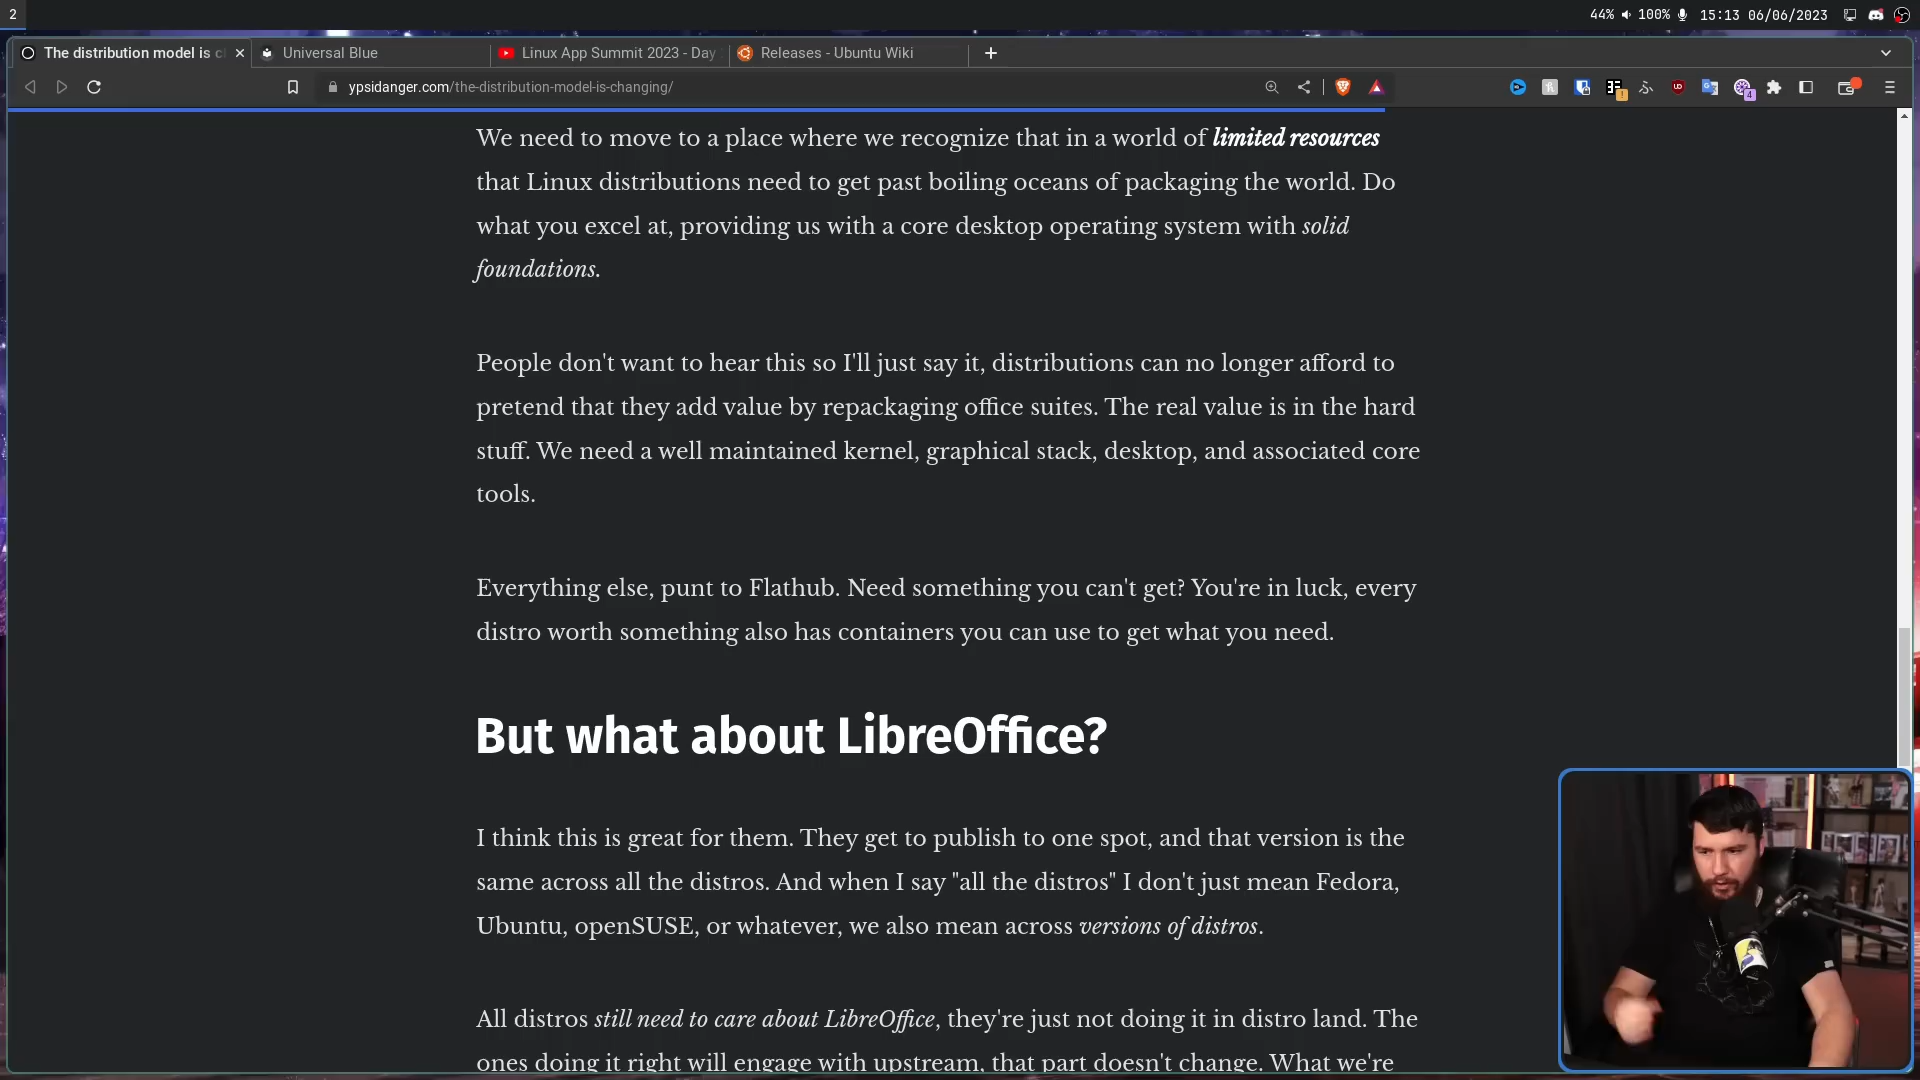 2
44% 100% 15:13 06/06/2023
The distribution model is c
Universal Blue
Linux App Summit 2023 - Day
Releases - Ubuntu Wiki
ypsidanger.com/the-distribution-model-is-changing/
We need to move to a place where we recognize that in a world of limited resources
that Linux distributions need to get past boiling oceans of packaging the world. Do
what you excel at, providing us with a core desktop operating system with solid
foundations.
People don't want to hear this so I'll just say it, distributions can no longer afford to
pretend that they add value by repackaging office suites. The real value is in the hard
stuff. We need a well maintained kernel, graphical stack, desktop, and associated core
tools.
Everything else, punt to Flathub. Need something you can't get? You're in luck, every
distro worth something also has containers you can use to get what you need.
But what about LibreOffice?
I think this is great for them. They get to publish to one spot, and that version is the
same across all the distros. And when I say "all the distros" I don't just mean Fedora,
Ubuntu, openSUSE, or whatever, we also mean across versions of distros.
All distros still need to care about LibreOffice, they're just not doing it in distro land. The
ones doing it right will engage with upstream, that part doesn't change. What we're